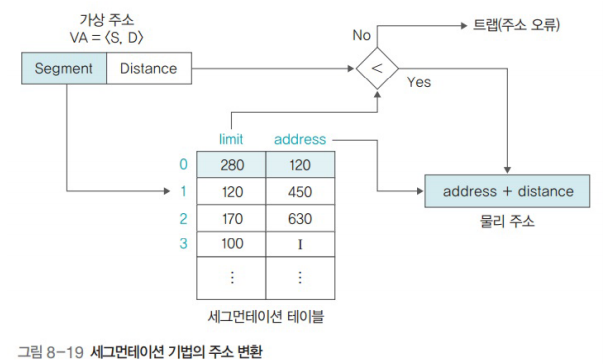 가상 주소
VA = ⟨S, D⟩
Segment Distance
No
트랩(주소 오류)
<
Yes
limit address
0 280 120
1 120 450
2 170 630
3 100 I
⋮ ⋮
address + distance
물리 주소
세그먼테이션 테이블
그림 8-19 세그먼테이션 기법의 주소 변환